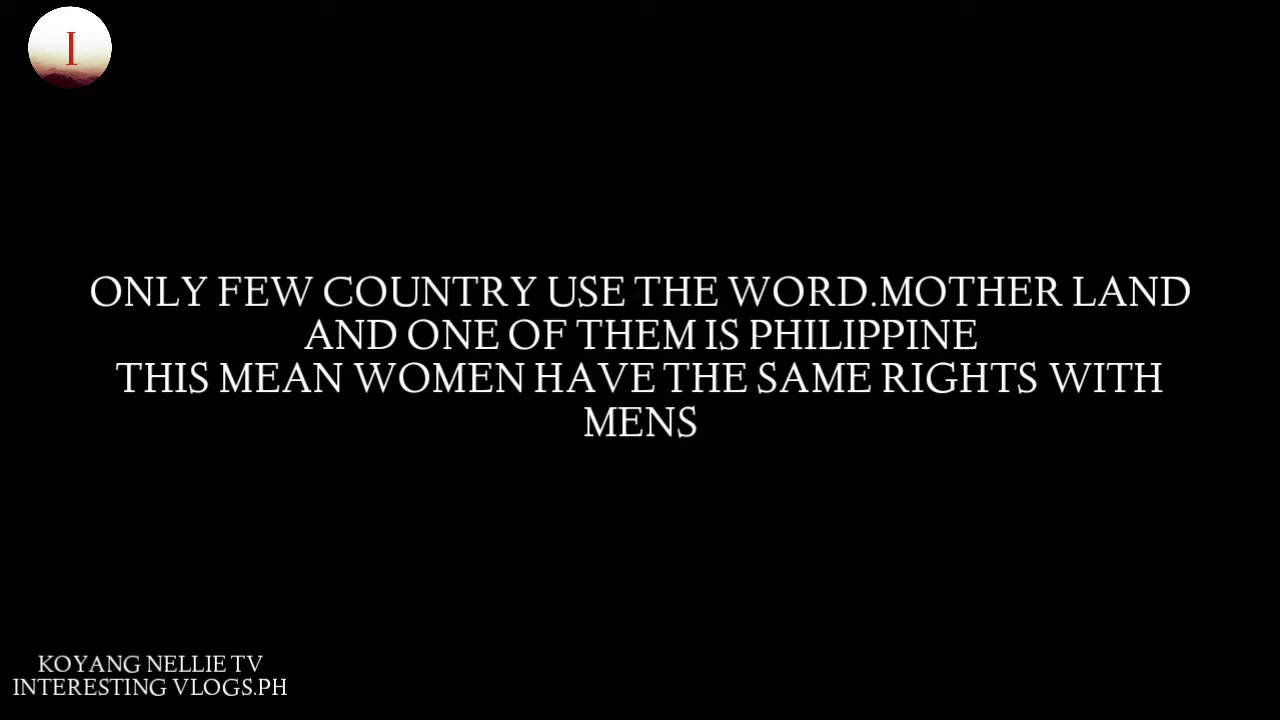 I
ONLY FEW COUNTRY USE THE WORD.MOTHER LAND
AND ONE OF THEM IS PHILIPPINE
THIS MEAN WOMEN HAVE THE SAME RIGHTS WITH
MENS
KOYANG NELLIE TV
INTERESTING VLOGS.PH